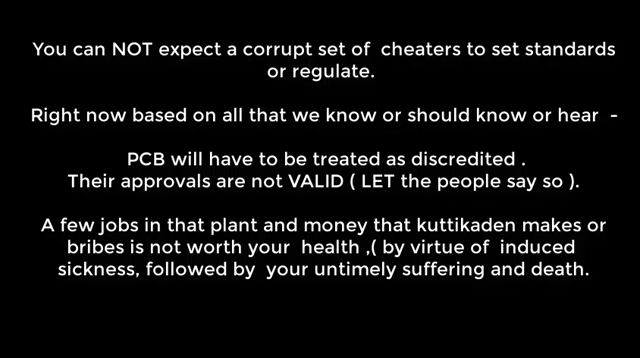 You can NOT expect a corrupt set of cheaters to set standards
or regulate.
Right now based on all that we know or should know or hear -
PCB will have to be treated as discredited .
Their approvals are not VALID ( LET the people say so ).
A few jobs in that plant and money that kuttikaden makes or
bribes is not worth your health ,( by virtue of induced
sickness, followed by your untimely suffering and death.